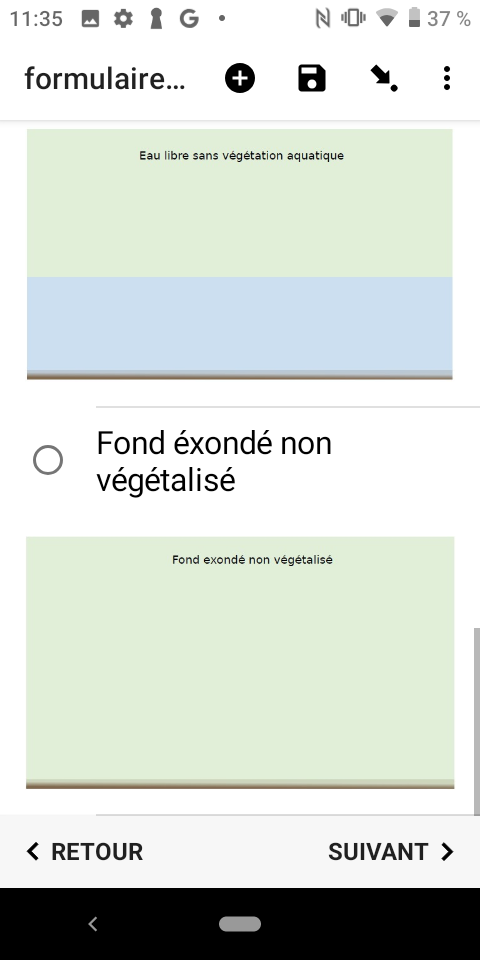 11:35
37 %
formulaire...
Eau libre sans végétation aquatique
Fond éxondé non
végétalisé
Fond exondé non végétalisé
RETOUR
SUIVANT